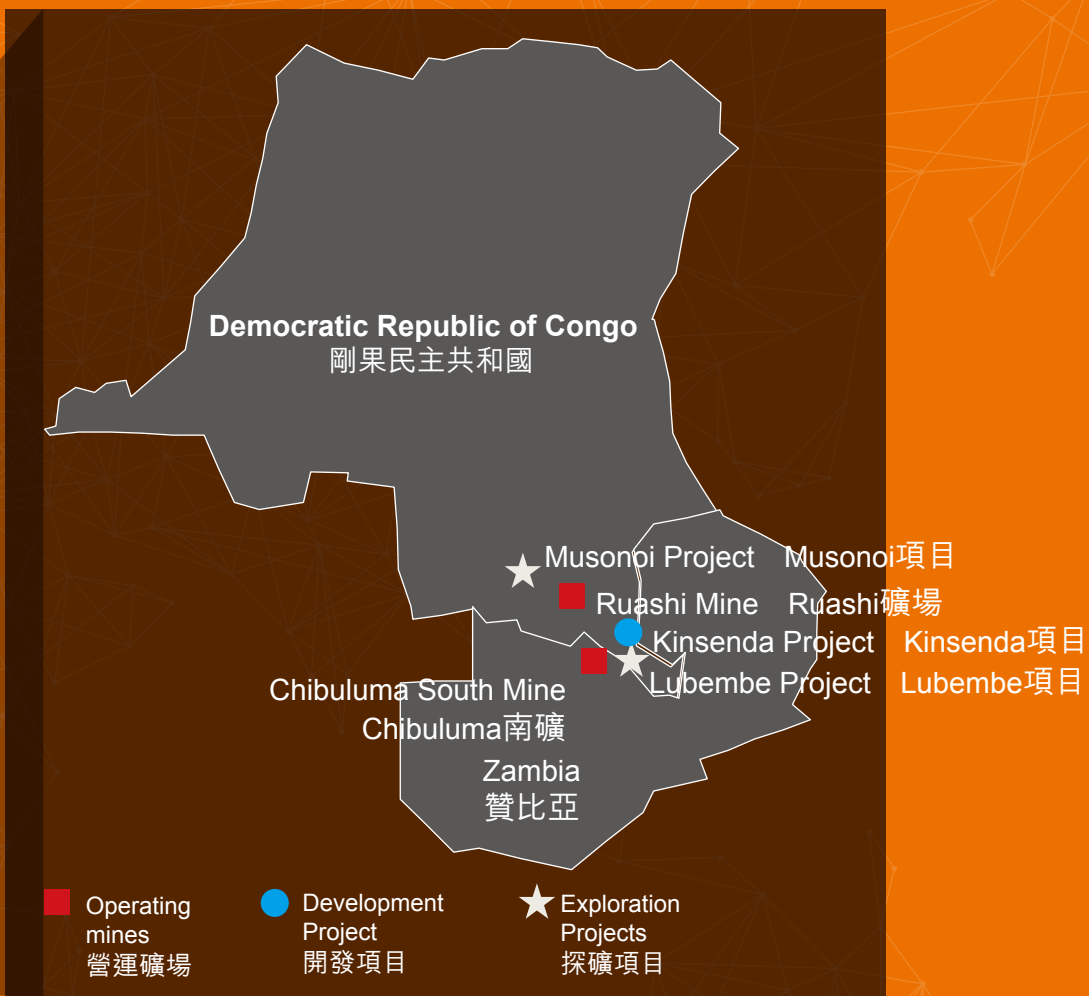 Democratic Republic of Congo
剛果民主共和國
Musonoi Project Musonoi項目
Ruashi Mine Ruashi礦場
Kinsenda Project Kinsenda項目
Lubembe Project Lubembe項目
Chibuluma South Mine
Chibuluma南礦
Zambia
贊比亞
Operating
mines
營運礦場
Development
Project
開發項目
Exploration
Projects
探礦項目